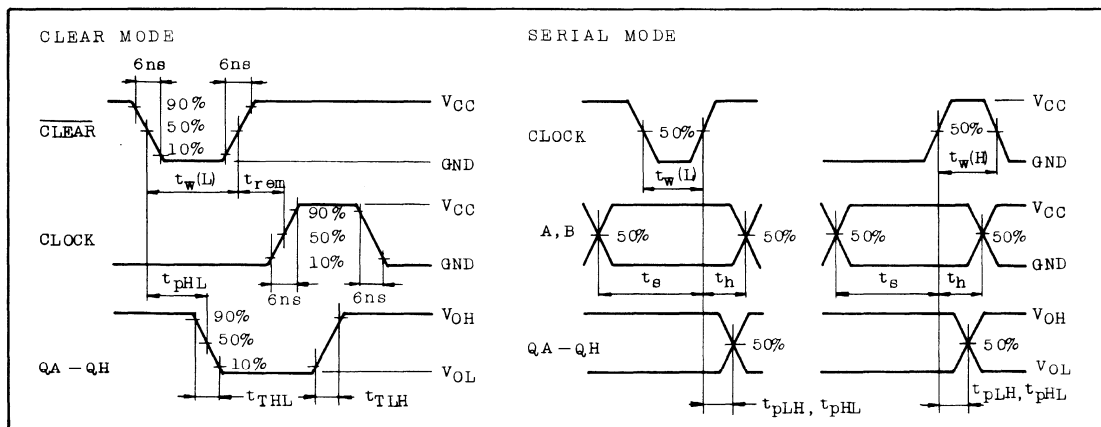 CLEAR MODE
6ns 6ns
90%
50%
10%
CLEAR
VCC
GND
tw(L) trem
CLOCK
90%
50%
10%
VCC
GND
tpHL
6ns 6ns
90%
50%
10%
QA-QH
VOH
VOL
tTHL tTLH
SERIAL MODE
CLOCK
50% 50%
VCC
GND
tw(L) tw(H)
A,B
50% 50% 50% 50%
VCC
GND
ts th ts th
QA-QH
50% 50%
VOH
VOL
tpLH, tpHL tpLH, tpHL